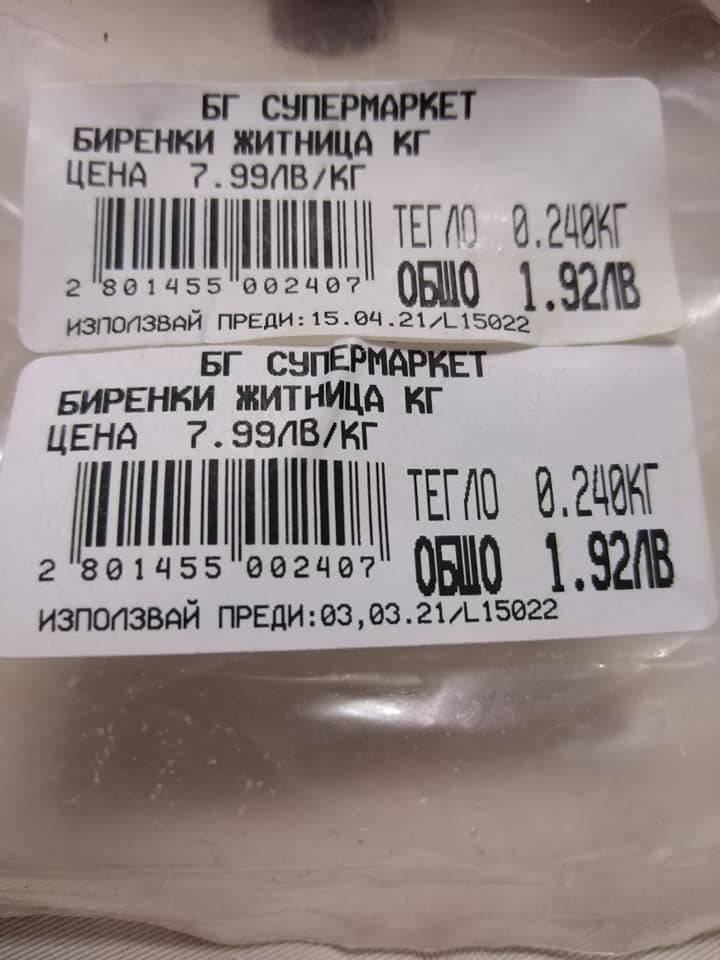 БГ СУПЕРМАРКЕТ
БИРЕНКИ ЖИТНИЦА КГ
ЦЕНА 7.99ЛВ/КГ
ТЕГЛО 0.240КГ
2 801455 002407
ОБЩО 1.92ЛВ
ИЗПОЛЗВАЙ ПРЕДИ:15.04.21/L15022
БГ СУПЕРМАРКЕТ
БИРЕНКИ ЖИТНИЦА КГ
ЦЕНА 7.99ЛВ/КГ
ТЕГЛО 0.240КГ
2 801455 002407
ОБЩО 1.92ЛВ
ИЗПОЛЗВАЙ ПРЕДИ:03,03.21/L15022